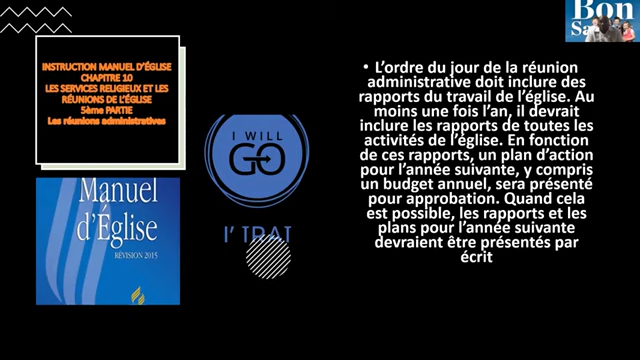 INSTRUCTION MANUEL D'ÉGLISE
CHAPITRE 10
LES SERVICES RELIGIEUX ET LES
RÉUNIONS DE L'ÉGLISE
5ème PARTIE
Les réunions administratives
Manuel
d'Église
RÉVISION 2015
I WILL
GO
I' TRAT
• L'ordre du jour de la réunion
administrative doit inclure des
rapports du travail de l'église. Au
moins une fois l'an, il devrait
inclure les rapports de toutes les
activités de l'église. En fonction
de ces rapports, un plan d'action
pour l'année suivante, y compris
un budget annuel, sera présenté
pour approbation. Quand cela
est possible, les rapports et les
plans pour l'année suivante
devraient être présentés par
écrit
Bon